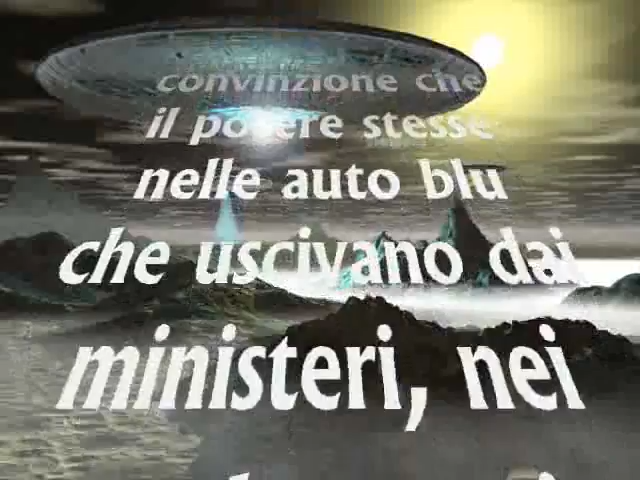 convinzione che
il potere stesse
nelle auto blu
che uscivano dai
ministeri, nei